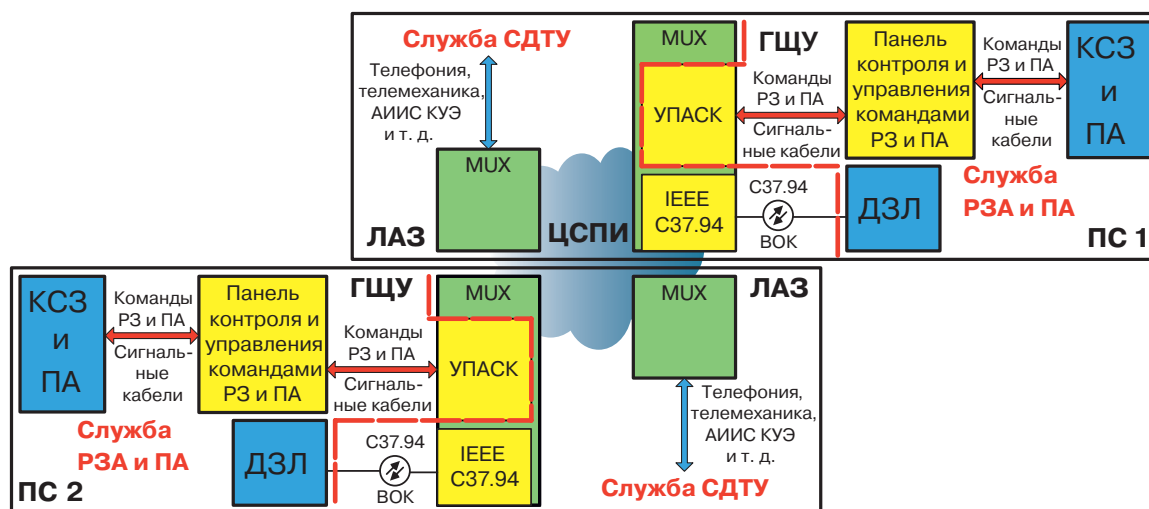 Служба СДТУ
Телефония,
телемеханика,
АИИС КУЭ
и т. д.
MUX
ЛАЗ
ЦСПИ
MUX
ГЩУ
УПАСК
IEEE
C37.94
Команды
РЗ и ПА
Сигналь-
ные кабели
C37.94
ВОК
Панель
контроля и
управления
командами
РЗ и ПА
Команды
РЗ и ПА
Сигналь-
ные
кабели
КСЗ
и
ПА
ДЗЛ
Служба
РЗА и ПА
ПС 1
КСЗ
и
ПА
Команды
РЗ и ПА
Сигналь-
ные
кабели
Панель
контроля и
управления
командами
РЗ и ПА
ГЩУ
Команды
РЗ и ПА
Сигналь-
ные кабели
MUX
УПАСК
IEEE
C37.94
Служба
РЗА и ПА
ДЗЛ
C37.94
ВОК
ПС 2
MUX
ЛАЗ
Телефония,
телемеханика,
АИИС КУЭ
и т. д.
Служба СДТУ